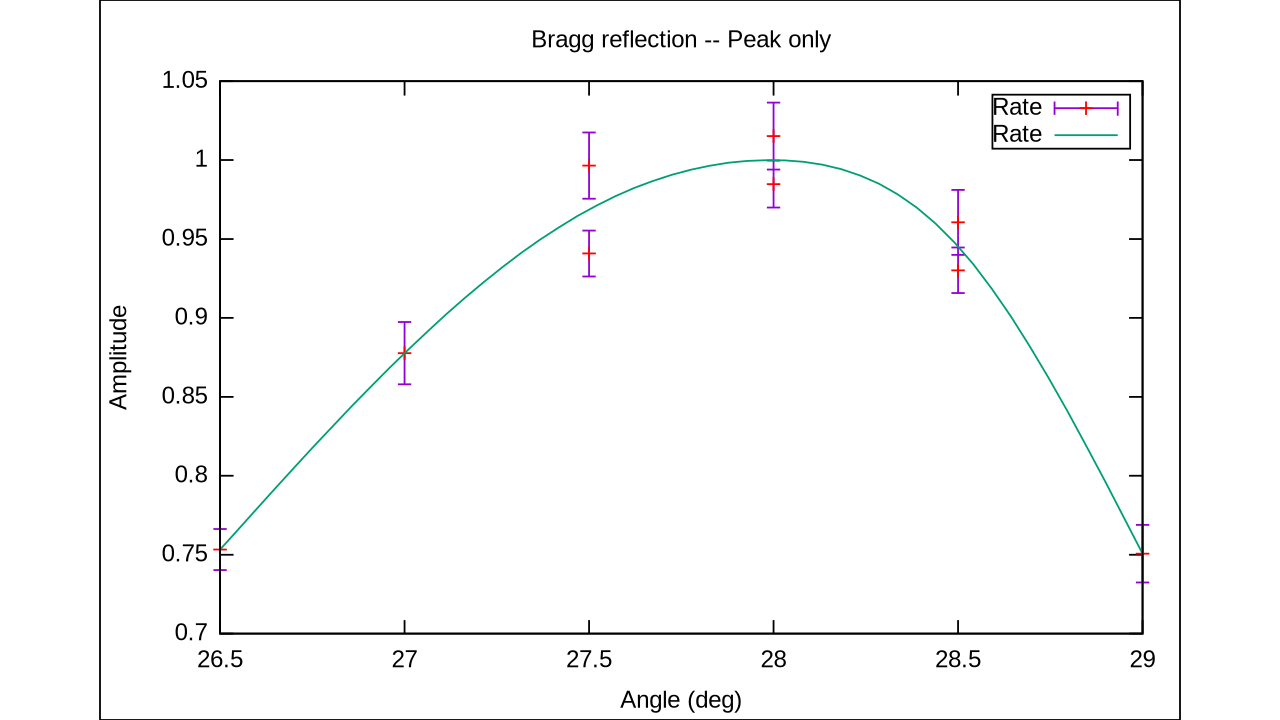 Bragg reflection -- Peak only
1.05
1
0.95
0.9
0.85
0.8
0.75
0.7
Amplitude
Rate
Rate
26.5 27 27.5 28 28.5 29
Angle (deg)